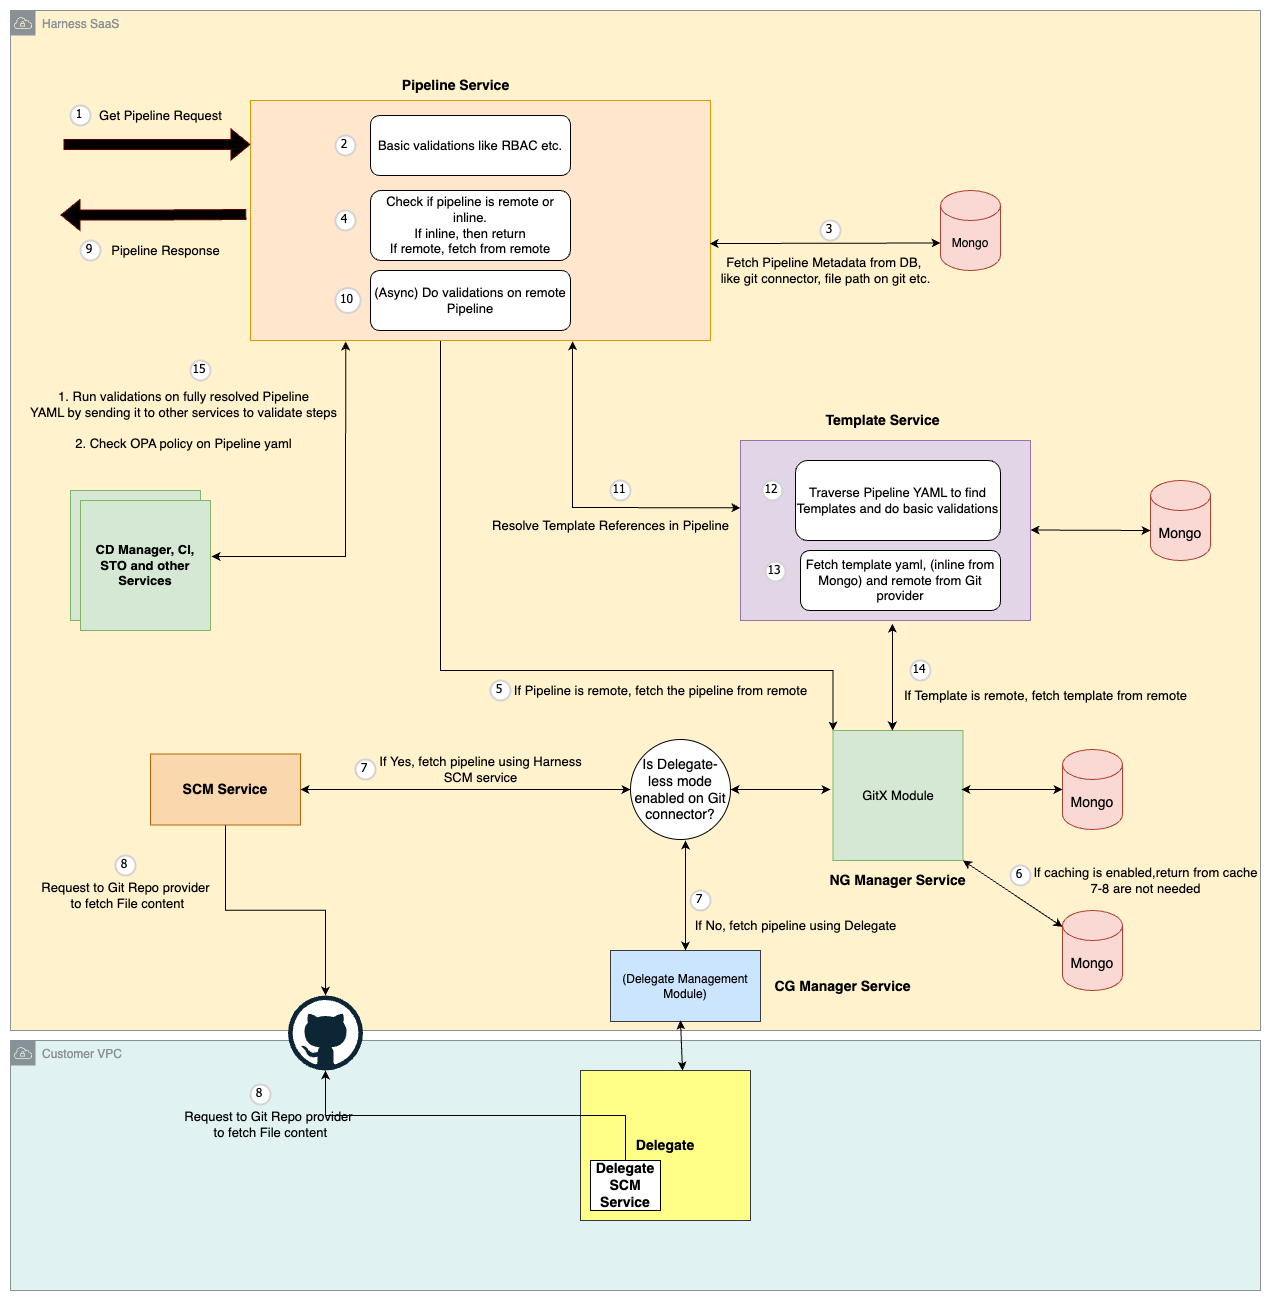 Harness SaaS
Pipeline Service
1
Get Pipeline Request
2
Basic validations like RBAC etc.
4
Check if pipeline is remote or
inline.
If inline, then return
If remote, fetch from remote
9
Pipeline Response
3
Fetch Pipeline Metadata from DB,
like git connector, file path on git etc.
Mongo
10
(Async) Do validations on remote
Pipeline
15
1. Run validations on fully resolved Pipeline
YAML by sending it to other services to validate steps
2. Check OPA policy on Pipeline yaml
Template Service
11
Resolve Template References in Pipeline
12
Traverse Pipeline YAML to find
Templates and do basic validations
13
Fetch template yaml, (inline from
Mongo) and remote from Git
provider
Mongo
CD Manager, CI,
STO and other
Services
14
If Template is remote, fetch template from remote
5
If Pipeline is remote, fetch the pipeline from remote
SCM Service
7
If Yes, fetch pipeline using Harness
SCM service
Is Delegate-
less mode
enabled on Git
connector?
GitX Module
Mongo
NG Manager Service
6
If caching is enabled,return from cache
7-8 are not needed
Mongo
8
Request to Git Repo provider
to fetch File content
7
If No, fetch pipeline using Delegate
(Delegate Management
Module)
CG Manager Service
Customer VPC
8
Request to Git Repo provider
to fetch File content
Delegate
Delegate
SCM
Service